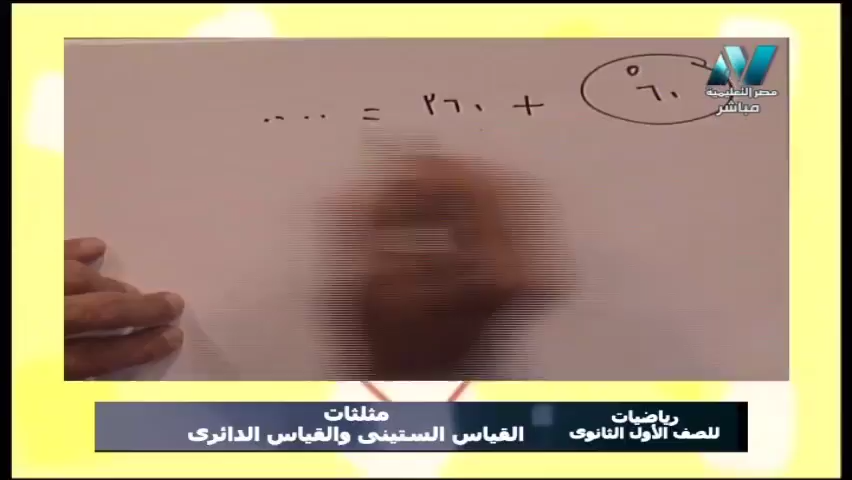 ٦٠° + ٣٦٠ = ....
مصر التعليمية
مباشر
رياضيات
للصف الأول الثانوى
مثلثات
القياس الستينى والقياس الدائرى